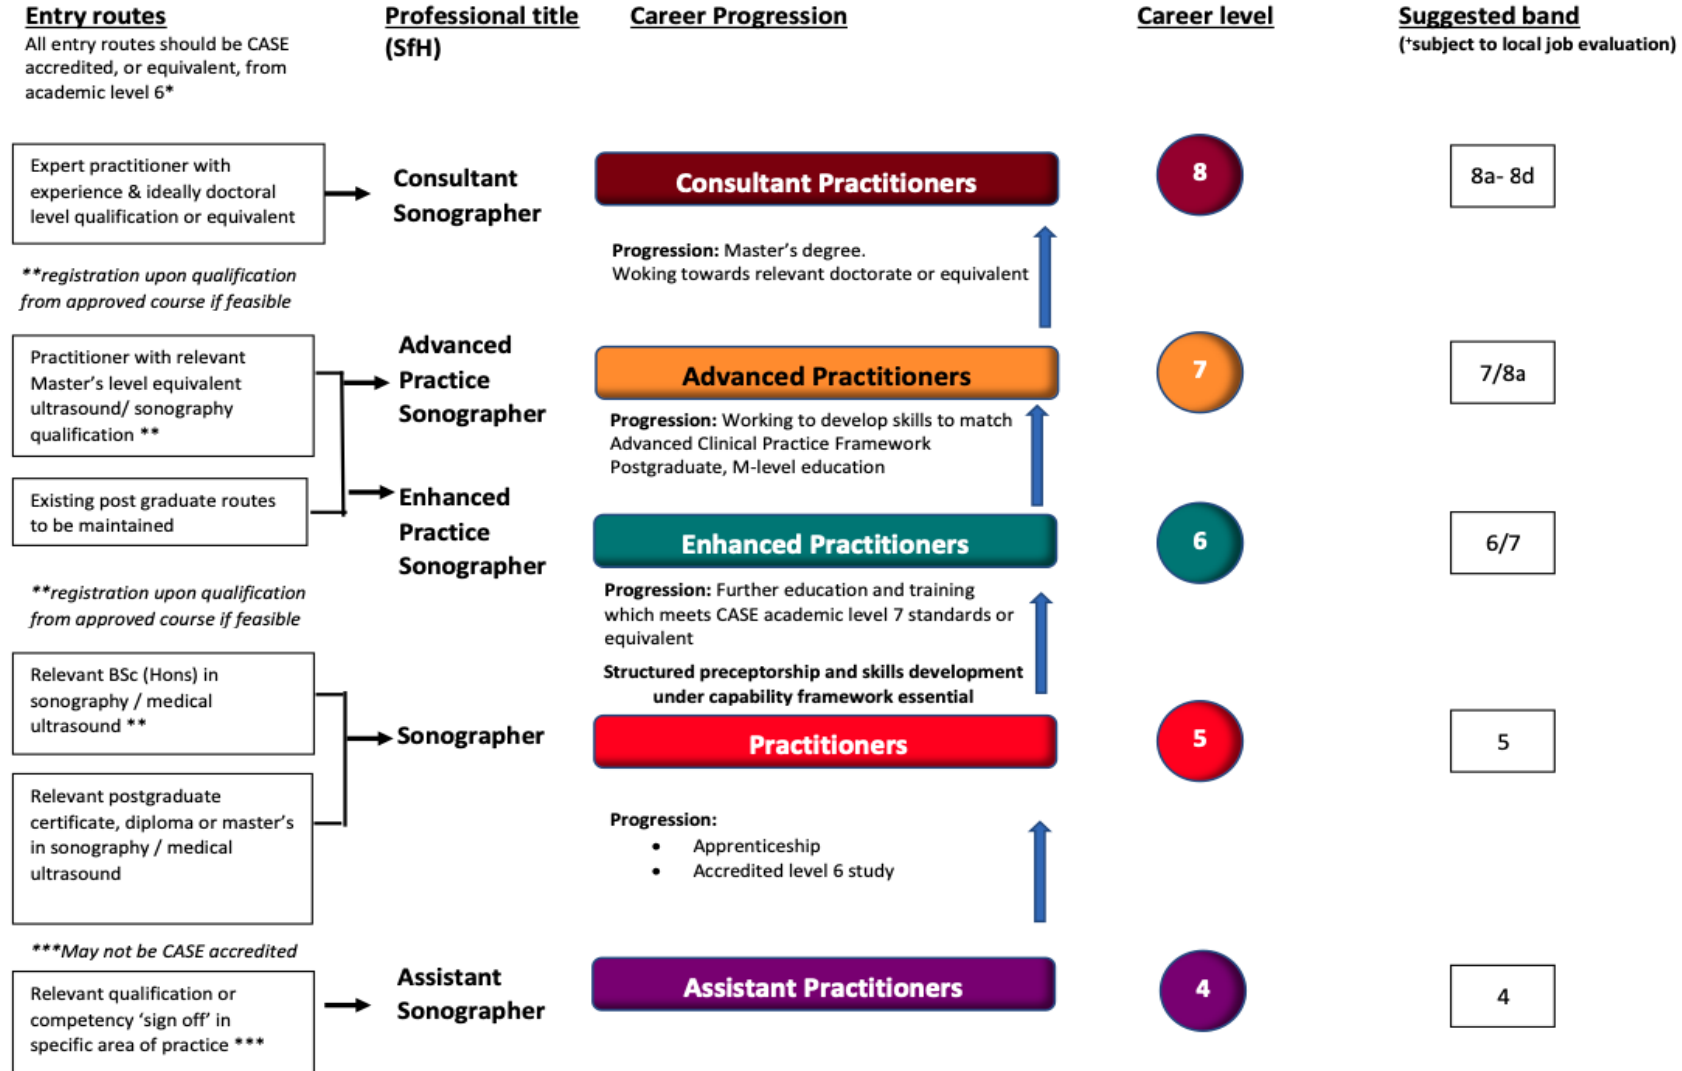 Entry routes
All entry routes should be CASE
accredited, or equivalent, from
academic level 6*
Professional title
(SfH)
Career Progression
Career level
Suggested band
(+subject to local job evaluation)
Expert practitioner with
experience & ideally doctoral
level qualification or equivalent
Consultant
Sonographer
Consultant Practitioners
8
8a- 8d
**registration upon qualification
from approved course if feasible
Progression: Master's degree.
Woking towards relevant doctorate or equivalent
Practitioner with relevant
Master's level equivalent
ultrasound/ sonography
qualification **
Advanced
Practice
Sonographer
Advanced Practitioners
7
7/8a
Progression: Working to develop skills to match
Advanced Clinical Practice Framework
Postgraduate, M-level education
Existing post graduate routes
to be maintained
Enhanced
Practice
Sonographer
Enhanced Practitioners
6
6/7
**registration upon qualification
from approved course if feasible
Progression: Further education and training
which meets CASE academic level 7 standards or
equivalent
Structured preceptorship and skills development
under capability framework essential
Relevant BSc (Hons) in
sonography / medical
ultrasound **
Sonographer
Practitioners
5
5
Relevant postgraduate
certificate, diploma or master's
in sonography / medical
ultrasound
Progression:
• Apprenticeship
• Accredited level 6 study
***May not be CASE accredited
Relevant qualification or
competency 'sign off' in
specific area of practice ***
Assistant
Sonographer
Assistant Practitioners
4
4